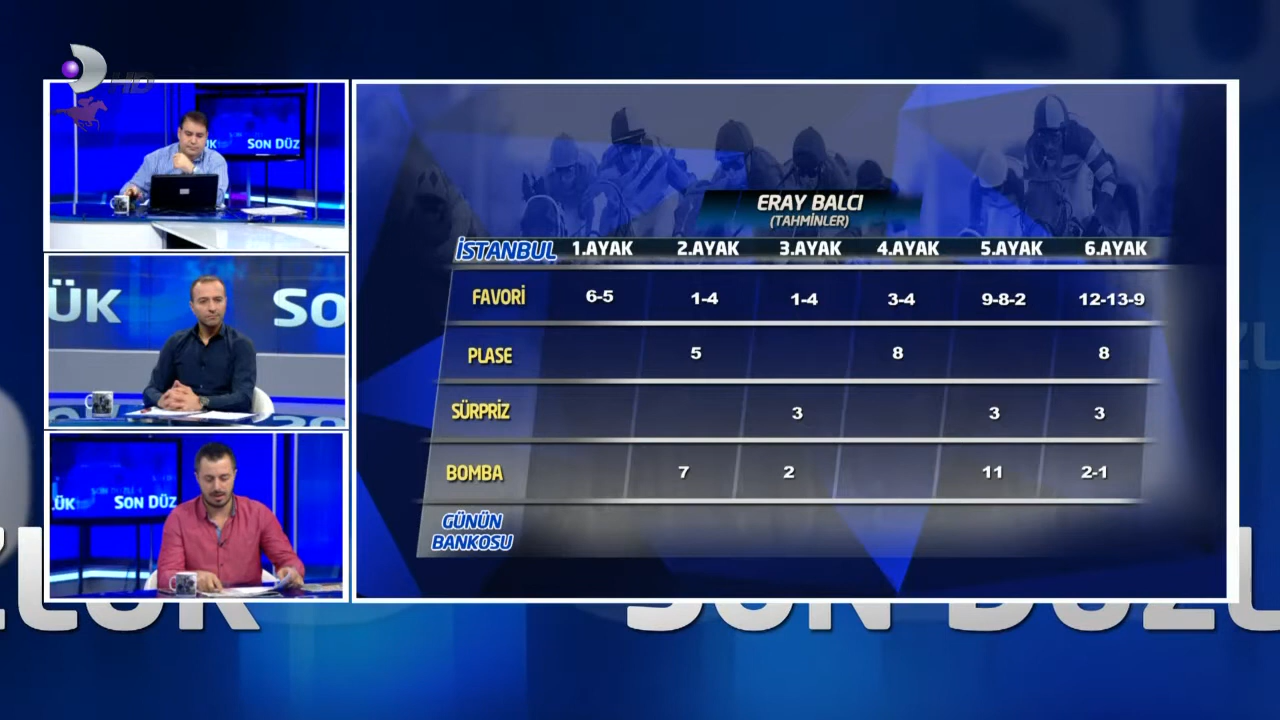 HD
SON DÜZ
ÜK
SO
ÜK
SON DÜZ
ERAY BALCI
(TAHMİNLER)
İSTANBUL 1.AYAK 2.AYAK 3.AYAK 4.AYAK 5.AYAK 6.AYAK
FAVORİ 6-5 1-4 1-4 3-4 9-8-2 12-13-9
PLASE 5 8 8
SÜRPRİZ 3 3 3
BOMBA 7 2 11 2-1
GÜNÜN
BANKOSU
ZLÜK SON DÜZLÜ